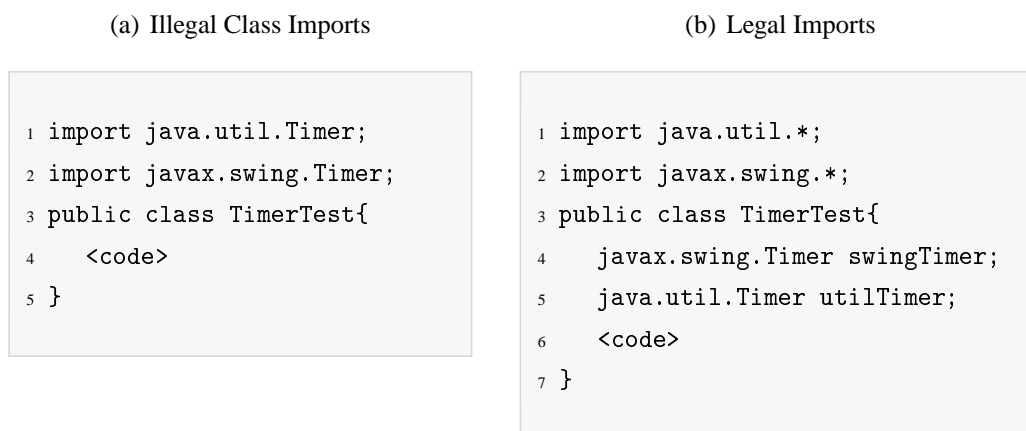 (a) Illegal Class Imports
1 import java.util.Timer;
2 import javax.swing.Timer;
3 public class TimerTest{
4    <code>
5 }
(b) Legal Imports
1 import java.util.*;
2 import javax.swing.*;
3 public class TimerTest{
4    javax.swing.Timer swingTimer;
5    java.util.Timer utilTimer;
6    <code>
7 }